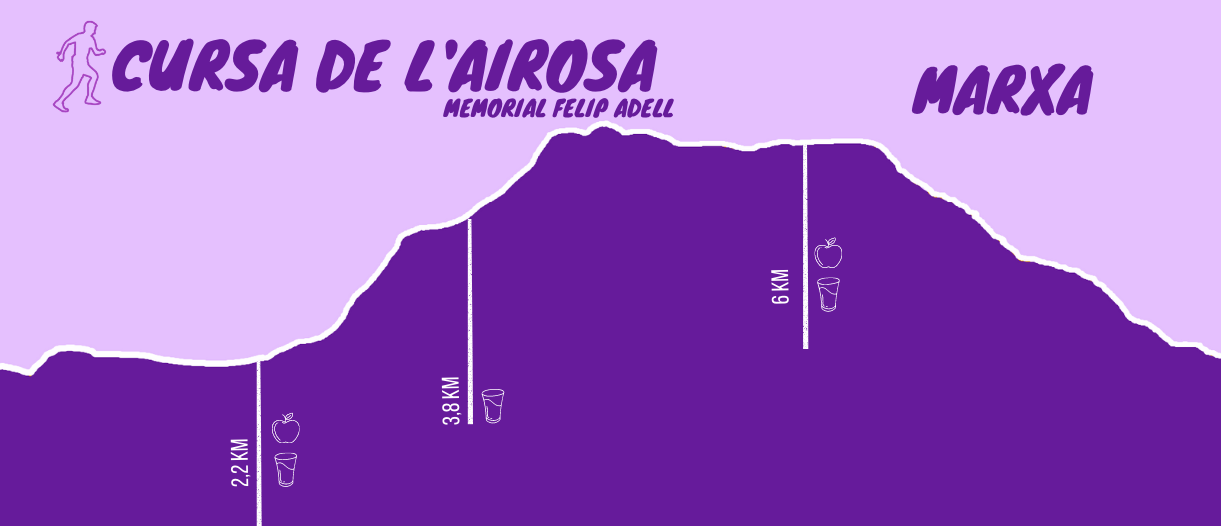 CURSA DE L'AIROSA
MEMORIAL FELIP ADELL
MARXA
2,2 KM
3,8 KM
6 KM